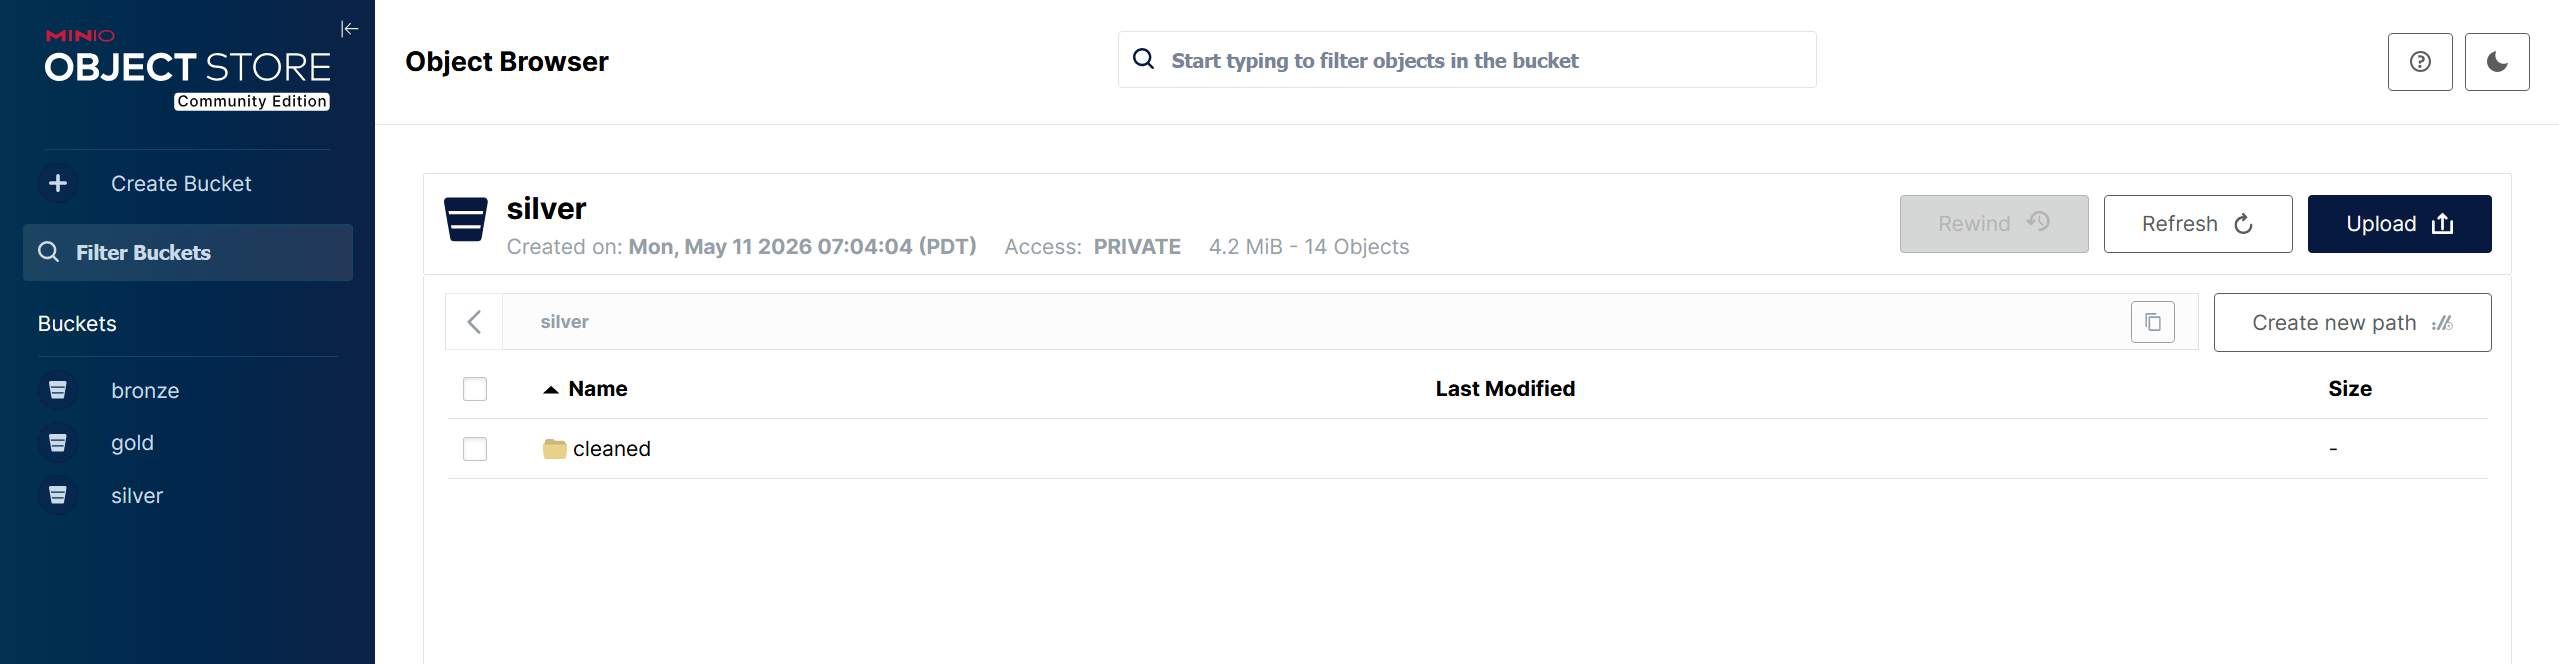 MINIO
OBJECT STORE
Community Edition
Create Bucket
Filter Buckets
Buckets
bronze
gold
silver
Object Browser
Start typing to filter objects in the bucket
silver
Created on: Mon, May 11 2026 07:04:04 (PDT) Access: PRIVATE 4.2 MiB - 14 Objects
Rewind
Refresh
Upload
silver
Create new path
Name Last Modified Size
cleaned -